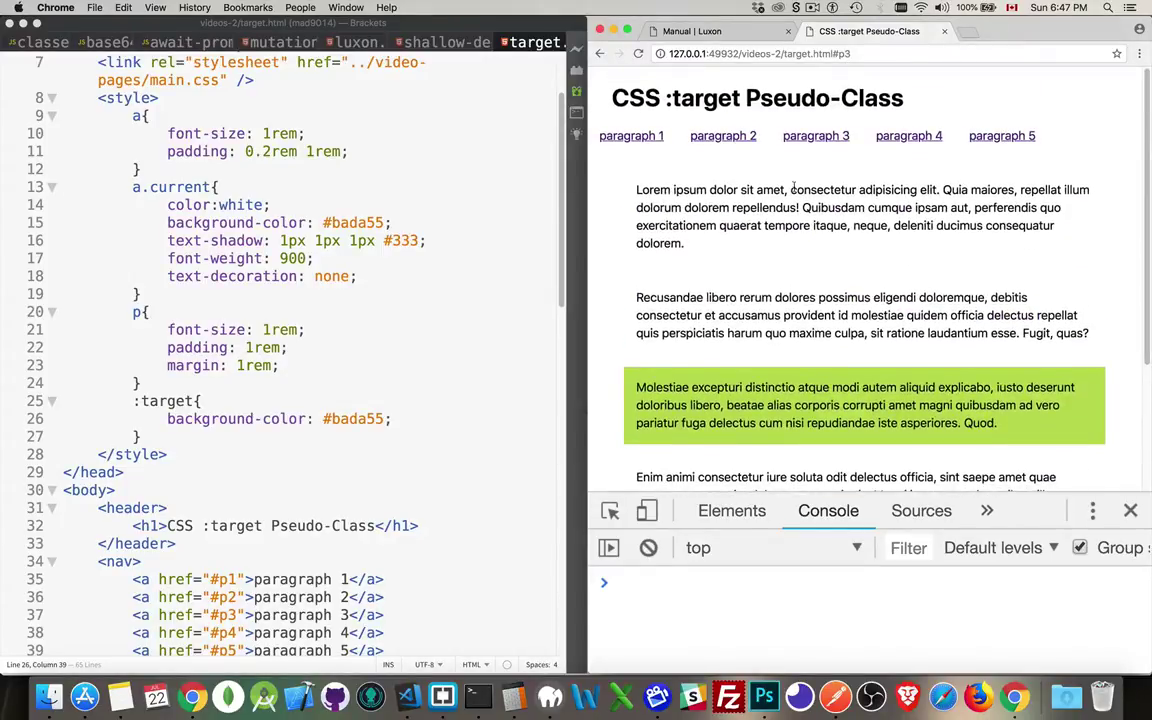 Chrome File Edit View History Bookmarks People Window Help 100% Sun 6:47 PM
videos-2/target.html (mad9014) — Brackets
classe base6 await-pro mutatior luxon. shallow-de target.
7 <link rel="stylesheet" href="../video-
pages/main.css" />
8 <style>
9 a{
10 font-size: 1rem;
11 padding: 0.2rem 1rem;
12 }
13 a.current{
14 color:white;
15 background-color: #bada55;
16 text-shadow: 1px 1px 1px #333;
17 font-weight: 900;
18 text-decoration: none;
19 }
20 p{
21 font-size: 1rem;
22 padding: 1rem;
23 margin: 1rem;
24 }
25 :target{
26 background-color: #bada55;
27 }
28 </style>
29 </head>
30 <body>
31 <header>
32 <h1>CSS :target Pseudo-Class</h1>
33 </header>
34 <nav>
35 <a href="#p1">paragraph 1</a>
36 <a href="#p2">paragraph 2</a>
37 <a href="#p3">paragraph 3</a>
38 <a href="#p4">paragraph 4</a>
39 <a href="#p5">paragraph 5</a>
Line 26, Column 39 — 65 Lines INS UTF-8 HTML Spaces: 4
Manual | Luxon CSS :target Pseudo-Class
127.0.0.1:49932/videos-2/target.html#p3
CSS :target Pseudo-Class
paragraph 1 paragraph 2 paragraph 3 paragraph 4 paragraph 5
Lorem ipsum dolor sit amet, consectetur adipisicing elit. Quia maiores, repellat illum
dolorum dolorem repellendus! Quibusdam cumque ipsam aut, perferendis quo
exercitationem quaerat tempore itaque, neque, deleniti ducimus consequatur
dolorem.
Recusandae libero rerum dolores possimus eligendi doloremque, debitis
consectetur et accusamus provident id molestiae quidem officia delectus repellat
quis perspiciatis harum quo maxime culpa, sit ratione laudantium esse. Fugit, quas?
Molestiae excepturi distinctio atque modi autem aliquid explicabo, iusto deserunt
doloribus libero, beatae alias corporis corrupti amet magni quibusdam ad vero
pariatur fuga delectus cum nisi repudiandae iste asperiores. Quod.
Enim animi consectetur iure soluta odit delectus officia, sint saepe amet quae
Elements Console Sources »
top Filter Default levels Group
JUL
22